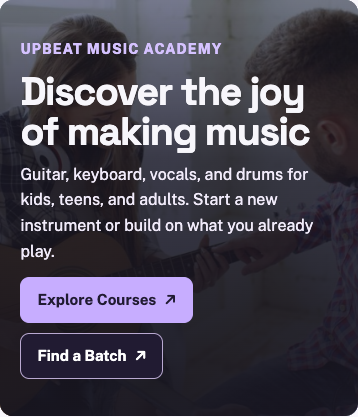 UPBEAT MUSIC ACADEMY
Discover the joy
of making music
Guitar, keyboard, vocals, and drums for
kids, teens, and adults. Start a new
instrument or build on what you already
play.
Explore Courses ↗
Find a Batch ↗